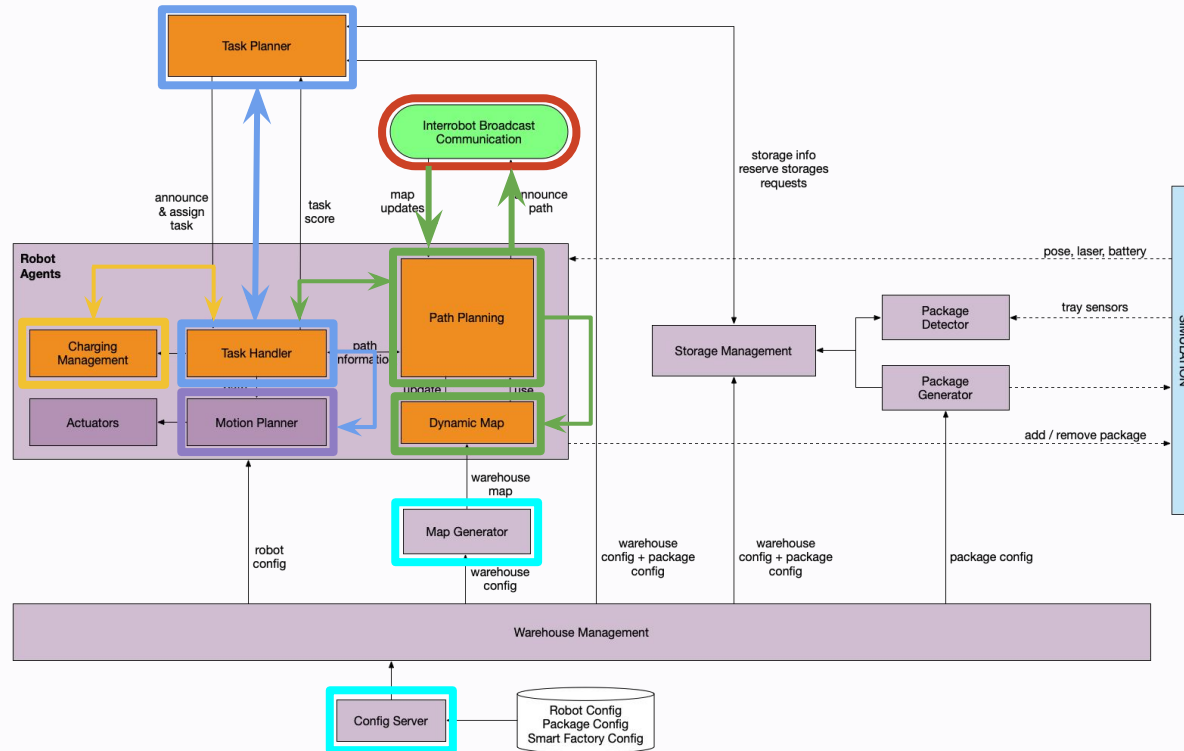 Task Planner
Interrobot Broadcast
Communication
storage info
reserve storages
requests
announce
& assign
task
task
score
map
updates
announce
path
Robot
Agents
pose, laser, battery
Path Planning
Package
Detector
tray sensors
SIMULATION
Charging
Management
Task Handler
path
information
Storage Management
Package
Generator
update
use
Actuators
Motion Planner
Dynamic Map
add / remove package
warehouse
map
Map Generator
robot
config
warehouse
config
warehouse
config + package
config
warehouse
config + package
config
package config
Warehouse Management
Config Server
Robot Config
Package Config
Smart Factory Config